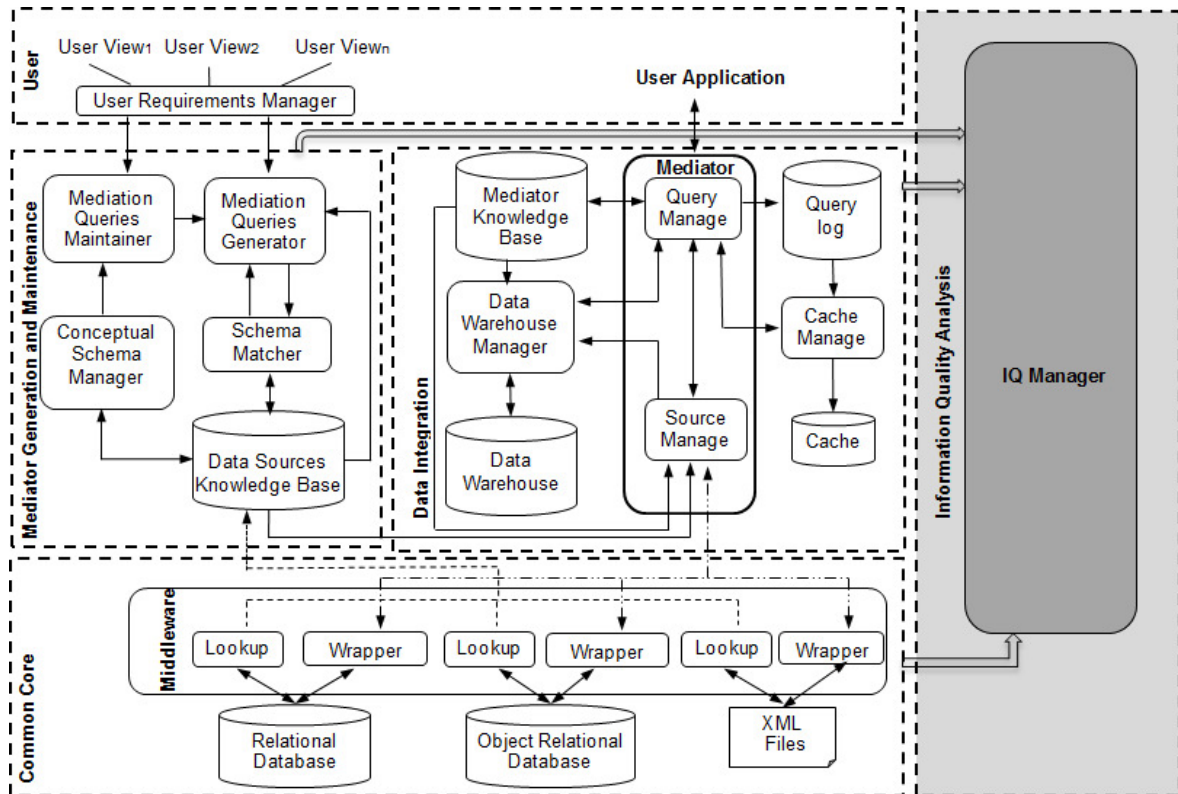 User
User View1
User View2
User Viewn
User Requirements Manager
User Application
Mediator Generation and Maintenance
Mediation
Queries
Maintainer
Mediation
Queries
Generator
Conceptual
Schema
Manager
Schema
Matcher
Data Sources
Knowledge Base
Data Integration
Mediator
Knowledge
Base
Data
Warehouse
Manager
Data
Warehouse
Mediator
Query
Manage
Source
Manage
Query
log
Cache
Manage
Cache
Information Quality Analysis
IQ Manager
Common Core
Middleware
Lookup
Wrapper
Lookup
Wrapper
Lookup
Wrapper
Relational
Database
Object Relational
Database
XML
Files